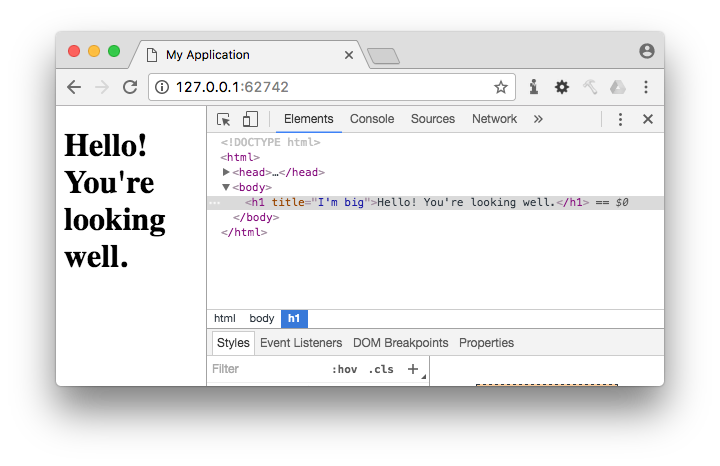 My Application
127.0.0.1:62742
Hello!
You're
looking
well.
Elements Console Sources Network »
<!DOCTYPE html>
<html>
<head>…</head>
<body>
<h1 title="I'm big">Hello! You're looking well.</h1> == $0
</body>
</html>
html body h1
Styles Event Listeners DOM Breakpoints Properties
Filter :hov .cls +